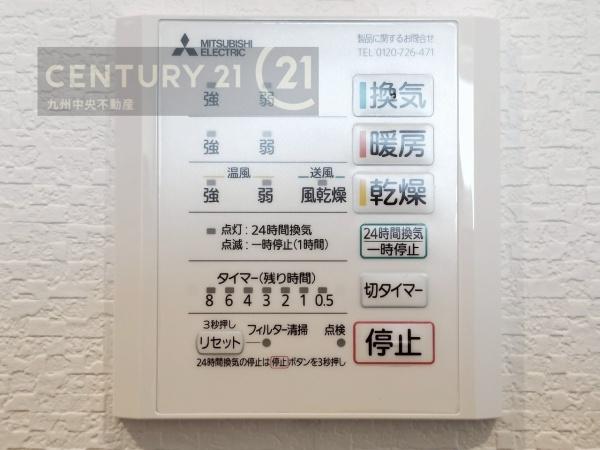 MITSUBISHI
ELECTRIC
製品に関するお問合せ
TEL 0120-726-471
CENTURY 21
21
九州中央不動産
強 弱 換気
強 弱 暖房
温風 送風
強 弱 風乾燥 乾燥
点灯:24時間換気
点滅:一時停止(1時間)
24時間換気
一時停止
タイマー(残り時間)
8 6 4 3 2 1 0.5
切タイマー
3秒押し
リセット フィルター清掃 点検
停止
24時間換気の停止は停止ボタンを3秒押し